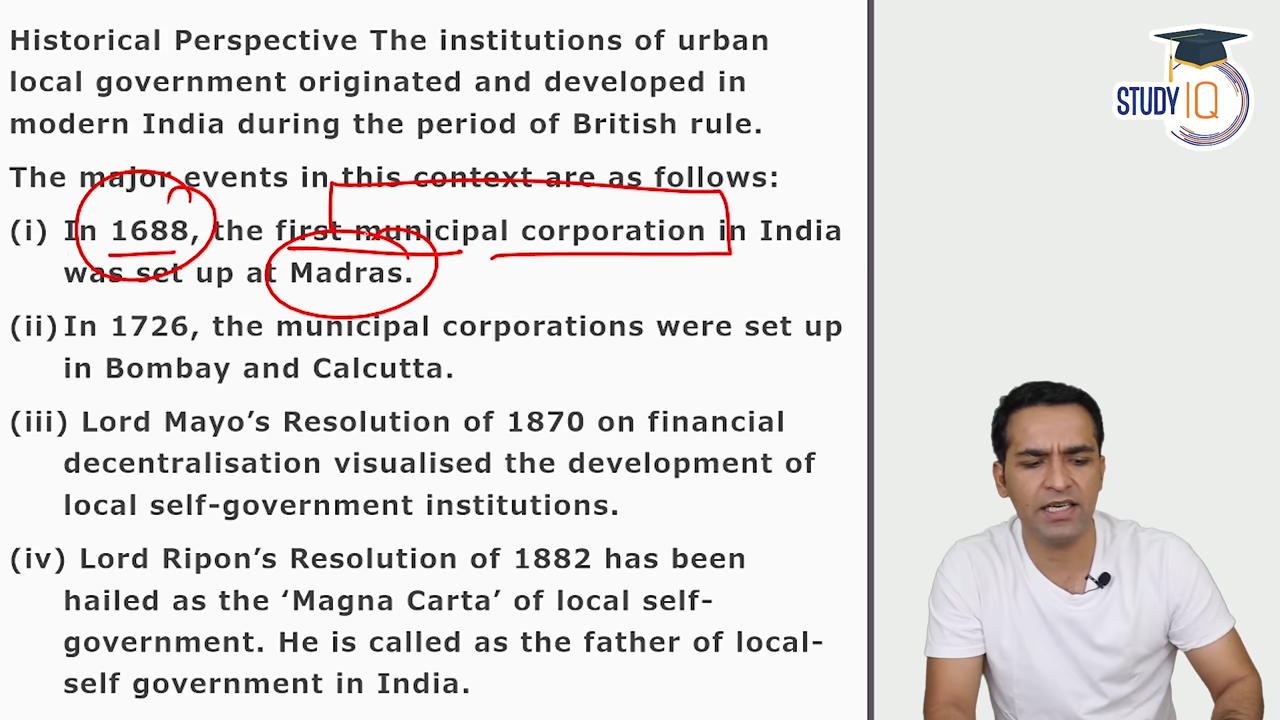 Historical Perspective The institutions of urban
local government originated and developed in
modern India during the period of British rule.
The major events in this context are as follows:
(i) In 1688, the first municipal corporation in India
was set up at Madras.
(ii) In 1726, the municipal corporations were set up
in Bombay and Calcutta.
(iii) Lord Mayo’s Resolution of 1870 on financial
decentralisation visualised the development of
local self-government institutions.
(iv) Lord Ripon’s Resolution of 1882 has been
hailed as the ‘Magna Carta’ of local self-
government. He is called as the father of local-
self government in India.
STUDY IQ